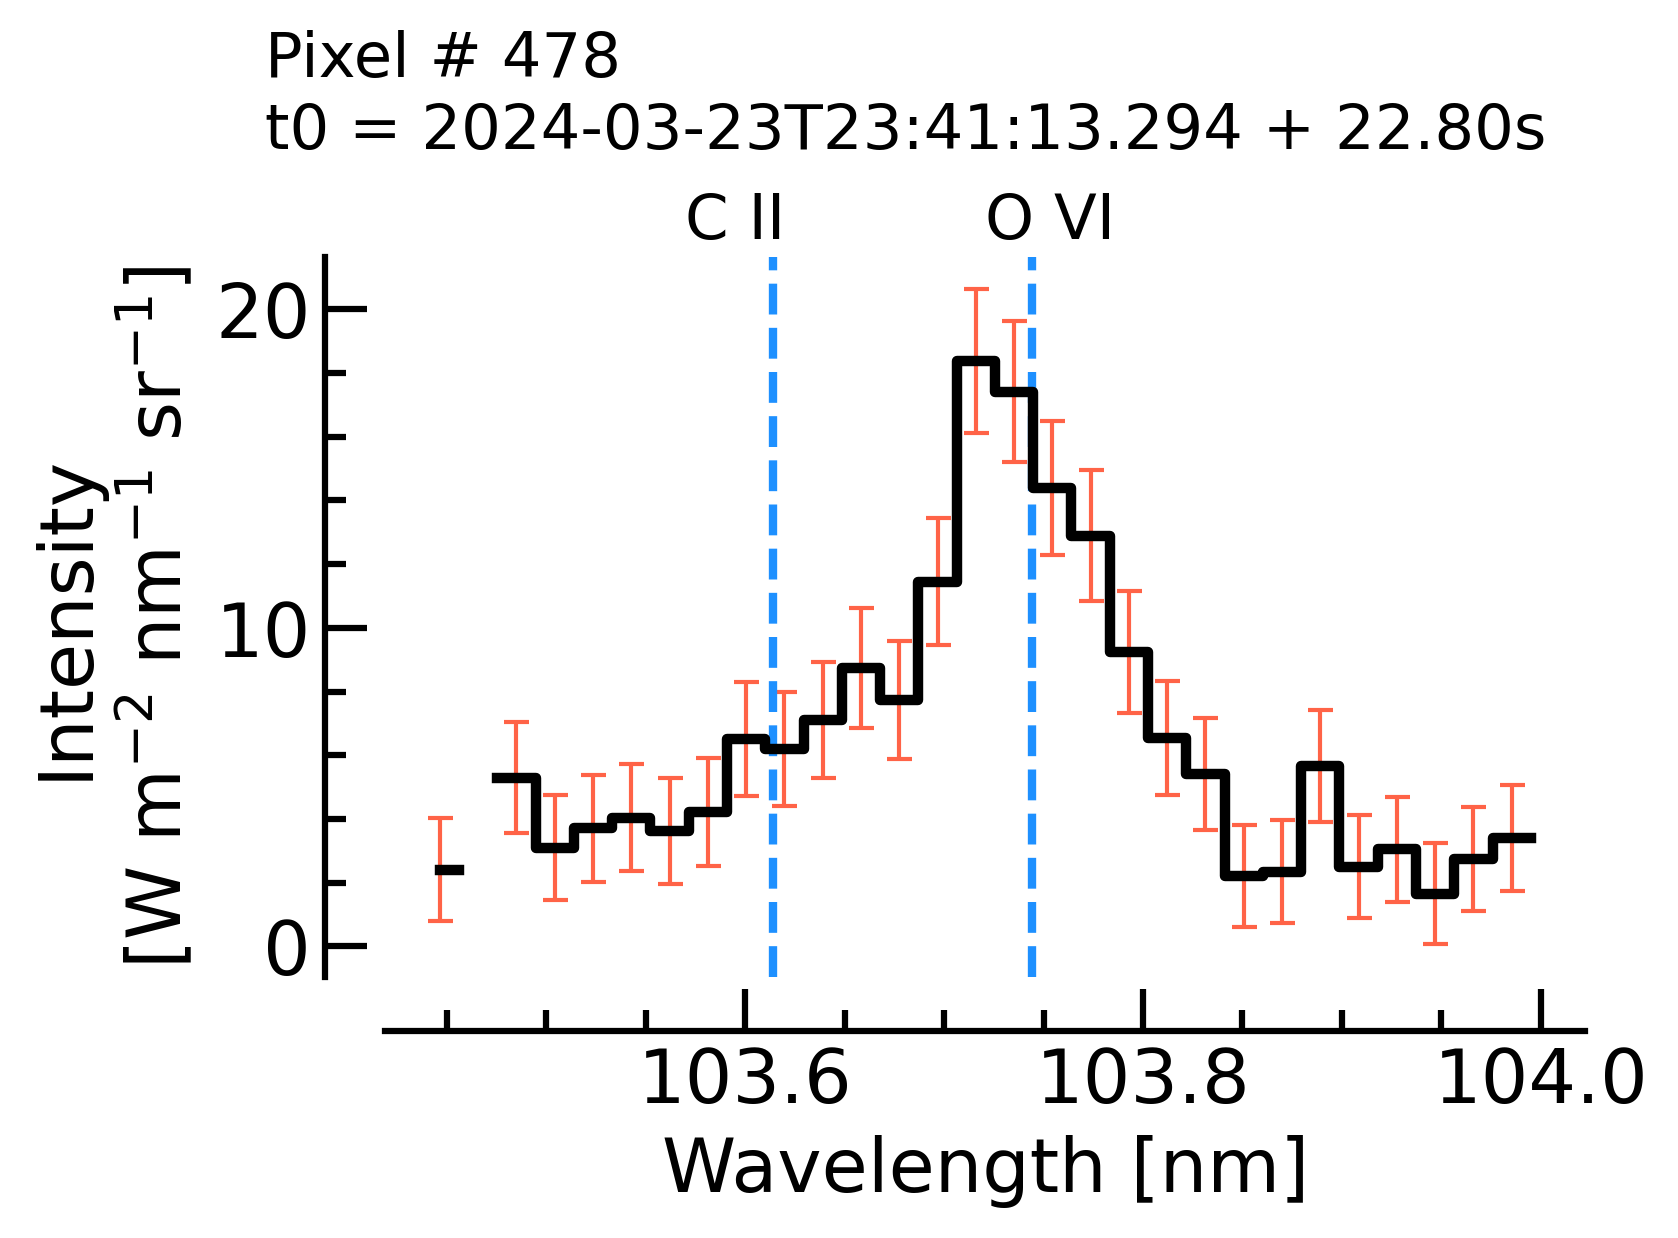 Pixel # 478
t0 = 2024-03-23T23:41:13.294 + 22.80s
C II
O VI
Intensity
[W m⁻² nm⁻¹ sr⁻¹]
20
10
0
103.6
103.8
104.0
Wavelength [nm]